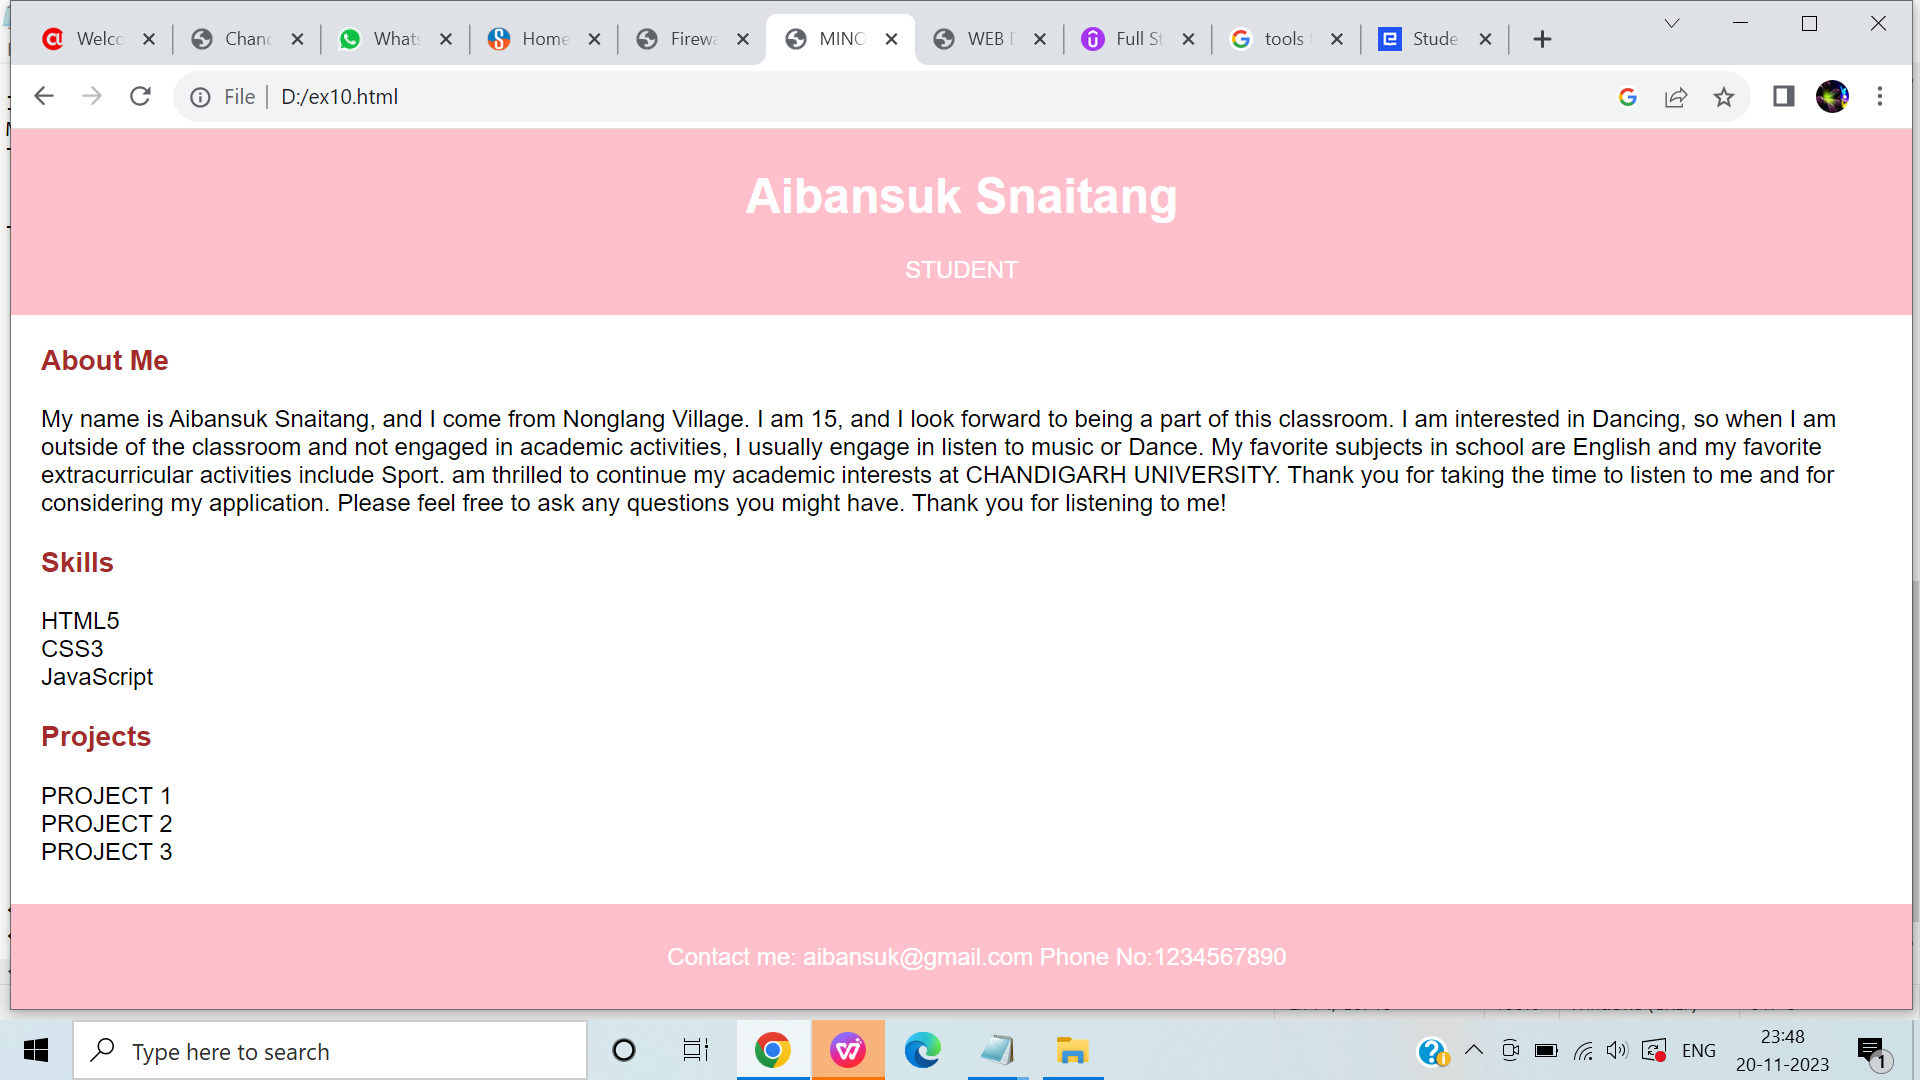 Welco
Chanc
Whats
Home
Firewa
MINO
WEB D
Full St
tools
Stude
File
D:/ex10.html
Aibansuk Snaitang
STUDENT
About Me
My name is Aibansuk Snaitang, and I come from Nonglang Village. I am 15, and I look forward to being a part of this classroom. I am interested in Dancing, so when I am
outside of the classroom and not engaged in academic activities, I usually engage in listen to music or Dance. My favorite subjects in school are English and my favorite
extracurricular activities include Sport. am thrilled to continue my academic interests at CHANDIGARH UNIVERSITY. Thank you for taking the time to listen to me and for
considering my application. Please feel free to ask any questions you might have. Thank you for listening to me!
Skills
HTML5
CSS3
JavaScript
Projects
PROJECT 1
PROJECT 2
PROJECT 3
Contact me: aibansuk@gmail.com Phone No:1234567890
Type here to search
ENG
23:48
20-11-2023
1